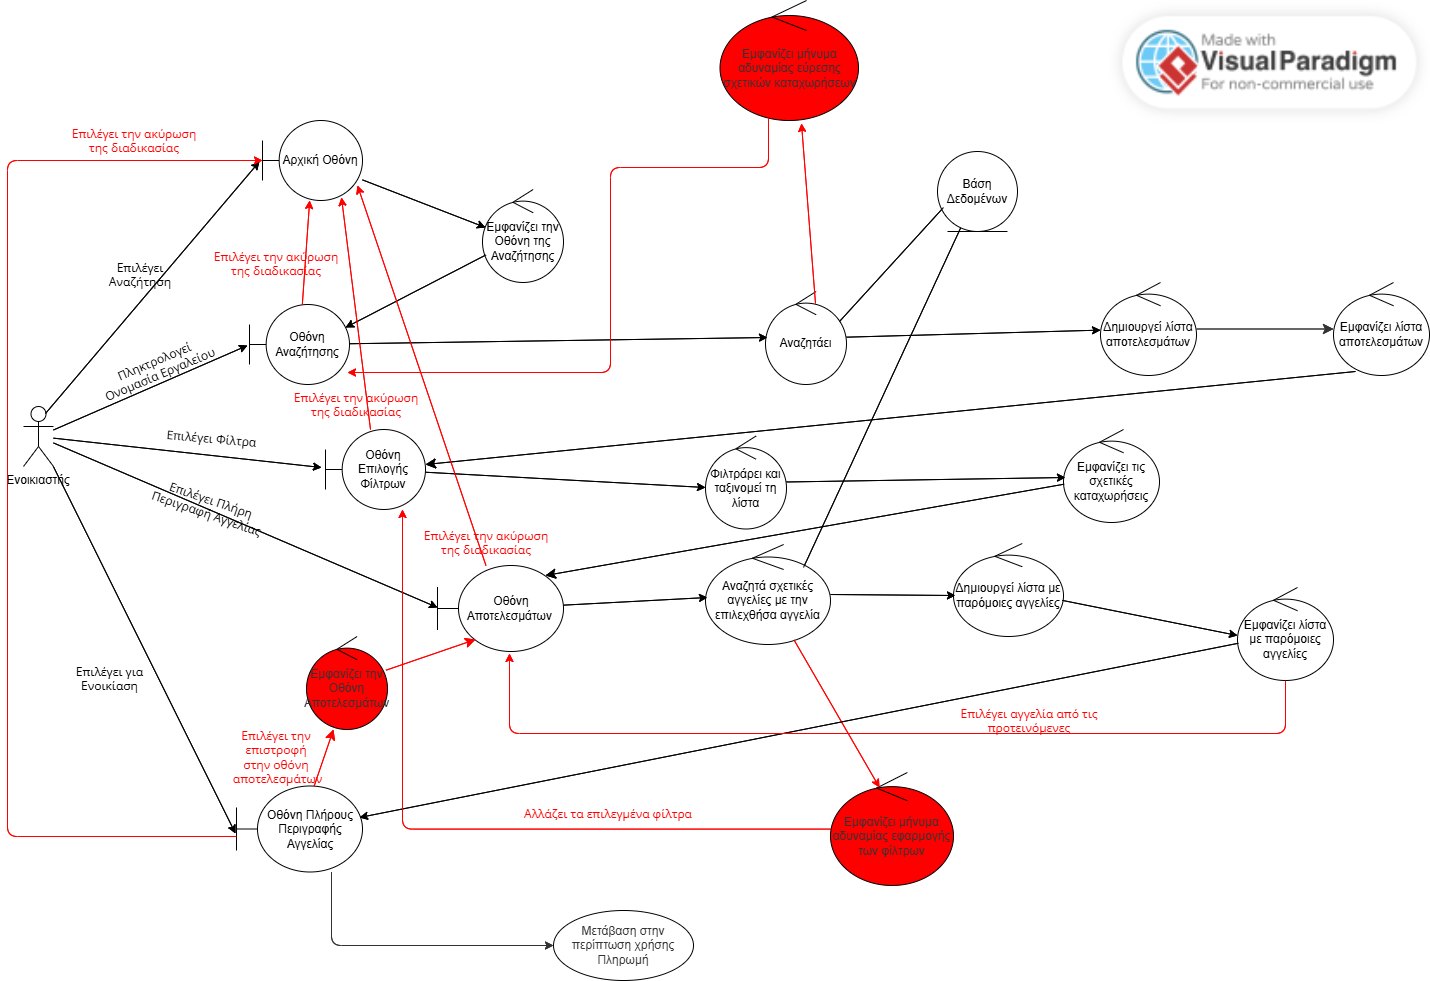 Made with
Visual Paradigm
For non-commercial use
Εμφανίζει μήνυμα
αδυναμίας εύρεσης
σχετικών καταχωρήσεων
Επιλέγει την ακύρωση
της διαδικασίας
Αρχική Οθόνη
Βάση
Δεδομένων
Εμφανίζει την
Οθόνη της
Αναζήτησης
Επιλέγει την ακύρωση
της διαδικασίας
Επιλέγει
Αναζήτηση
Οθόνη
Αναζήτησης
Αναζητάει
Δημιουργεί λίστα
αποτελεσμάτων
Εμφανίζει λίστα
αποτελεσμάτων
Πληκτρολογεί
Ονομασία Εργαλείου
Επιλέγει την ακύρωση
της διαδικασίας
Επιλέγει Φίλτρα
Οθόνη
Επιλογής
Φίλτρων
Φιλτράρει και
ταξινομεί τη
λίστα
Εμφανίζει τις
σχετικές
καταχωρήσεις
Ενοικιαστής
Επιλέγει Πλήρη
Περιγραφή Αγγελίας
Επιλέγει την ακύρωση
της διαδικασίας
Οθόνη
Αποτελεσμάτων
Αναζητά σχετικές
αγγελίες με την
επιλεχθήσα αγγελία
Δημιουργεί λίστα με
παρόμοιες αγγελίες
Εμφανίζει λίστα
με παρόμοιες
αγγελίες
Επιλέγει για
Ενοικίαση
Εμφανίζει την
Οθόνη
Αποτελεσμάτων
Επιλέγει αγγελία από τις
προτεινόμενες
Επιλέγει την
επιστροφή
στην οθόνη
αποτελεσμάτων
Αλλάζει τα επιλεγμένα φίλτρα
Οθόνη Πλήρους
Περιγραφής
Αγγελίας
Εμφανίζει μήνυμα
αδυναμίας εφαρμογής
των φίλτρων
Μετάβαση στην
περίπτωση χρήσης
Πληρωμή